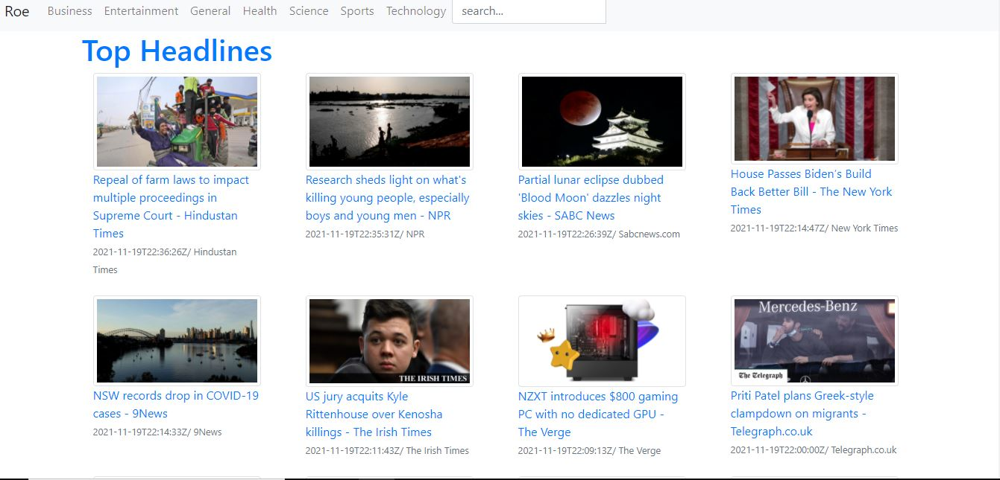 Roe Business Entertainment General Health Science Sports Technology search...
Top Headlines
Repeal of farm laws to impact
multiple proceedings in
Supreme Court - Hindustan
Times
2021-11-19T22:36:26Z/ Hindustan
Times
Research sheds light on what's
killing young people, especially
boys and young men - NPR
2021-11-19T22:35:31Z/ NPR
Partial lunar eclipse dubbed
'Blood Moon' dazzles night
skies - SABC News
2021-11-19T22:26:39Z/ Sabcnews.com
House Passes Biden's Build
Back Better Bill - The New York
Times
2021-11-19T22:14:47Z/ New York Times
NSW records drop in COVID-19
cases - 9News
2021-11-19T22:14:33Z/ 9News
THE IRISH TIMES
US jury acquits Kyle
Rittenhouse over Kenosha
killings - The Irish Times
2021-11-19T22:11:43Z/ The Irish Times
NZXT introduces $800 gaming
PC with no dedicated GPU -
The Verge
2021-11-19T22:09:13Z/ The Verge
Mercedes-Benz
The Telegraph
Priti Patel plans Greek-style
clampdown on migrants -
Telegraph.co.uk
2021-11-19T22:00:00Z/ Telegraph.co.uk